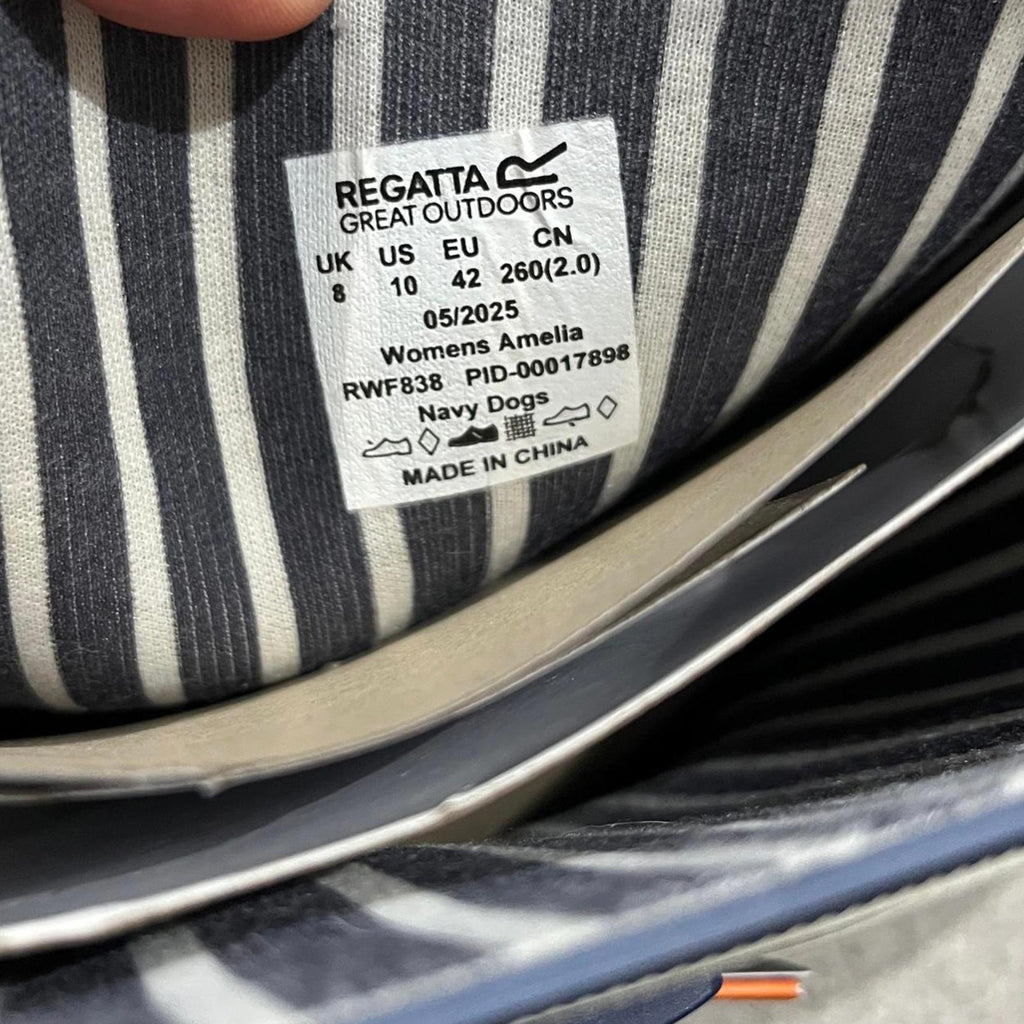 REGATTA
GREAT OUTDOORS
UK US EU CN
8 10 42 260(2.0)
05/2025
Womens Amelia
RWF838 PID-00017898
Navy Dogs
MADE IN CHINA